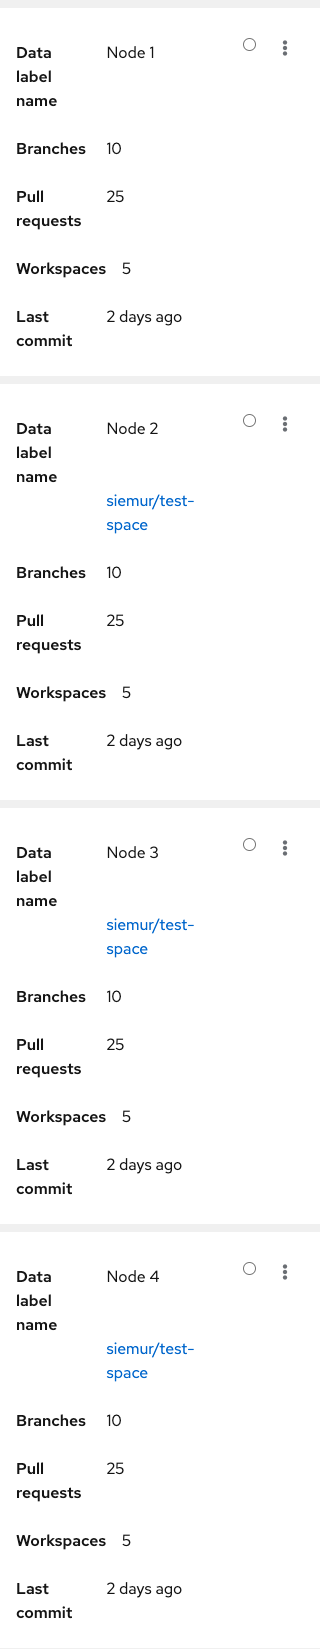 Data label name Node 1
Branches 10
Pull requests 25
Workspaces 5
Last commit 2 days ago
Data label name Node 2
siemur/test-
space
Branches 10
Pull requests 25
Workspaces 5
Last commit 2 days ago
Data label name Node 3
siemur/test-
space
Branches 10
Pull requests 25
Workspaces 5
Last commit 2 days ago
Data label name Node 4
siemur/test-
space
Branches 10
Pull requests 25
Workspaces 5
Last commit 2 days ago